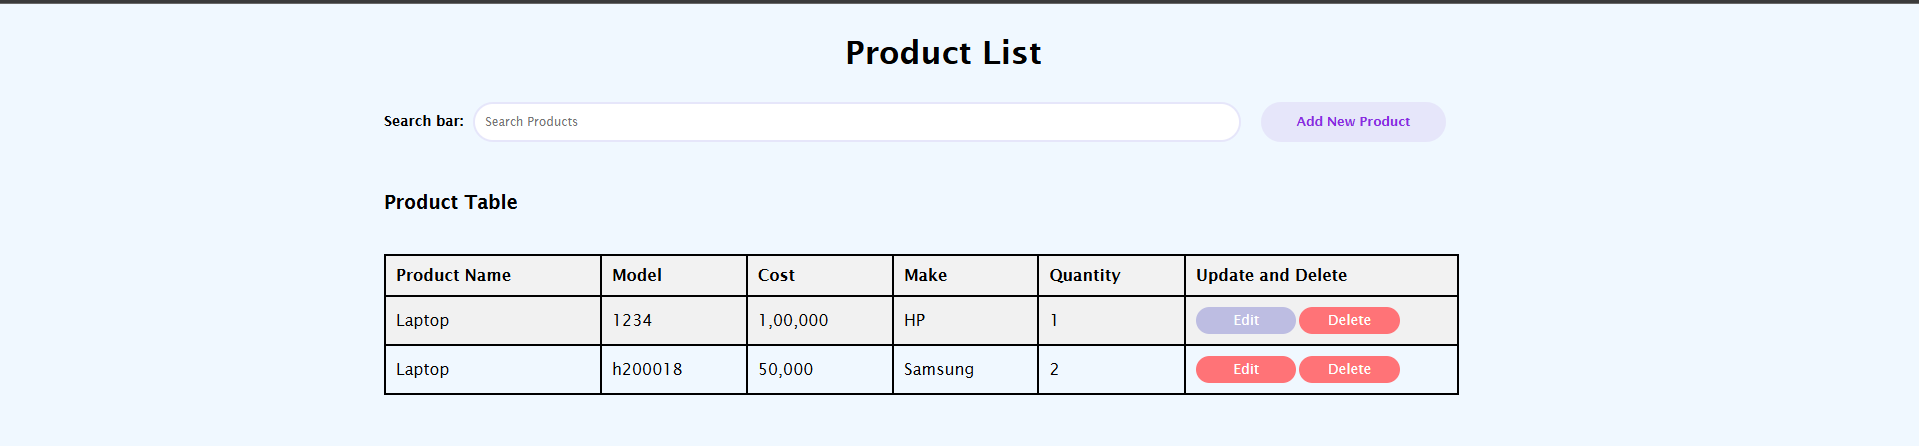 Product List
Search bar: Search Products Add New Product
Product Table
Product Name Model Cost Make Quantity Update and Delete
Laptop 1234 1,00,000 HP 1 Edit Delete
Laptop h200018 50,000 Samsung 2 Edit Delete